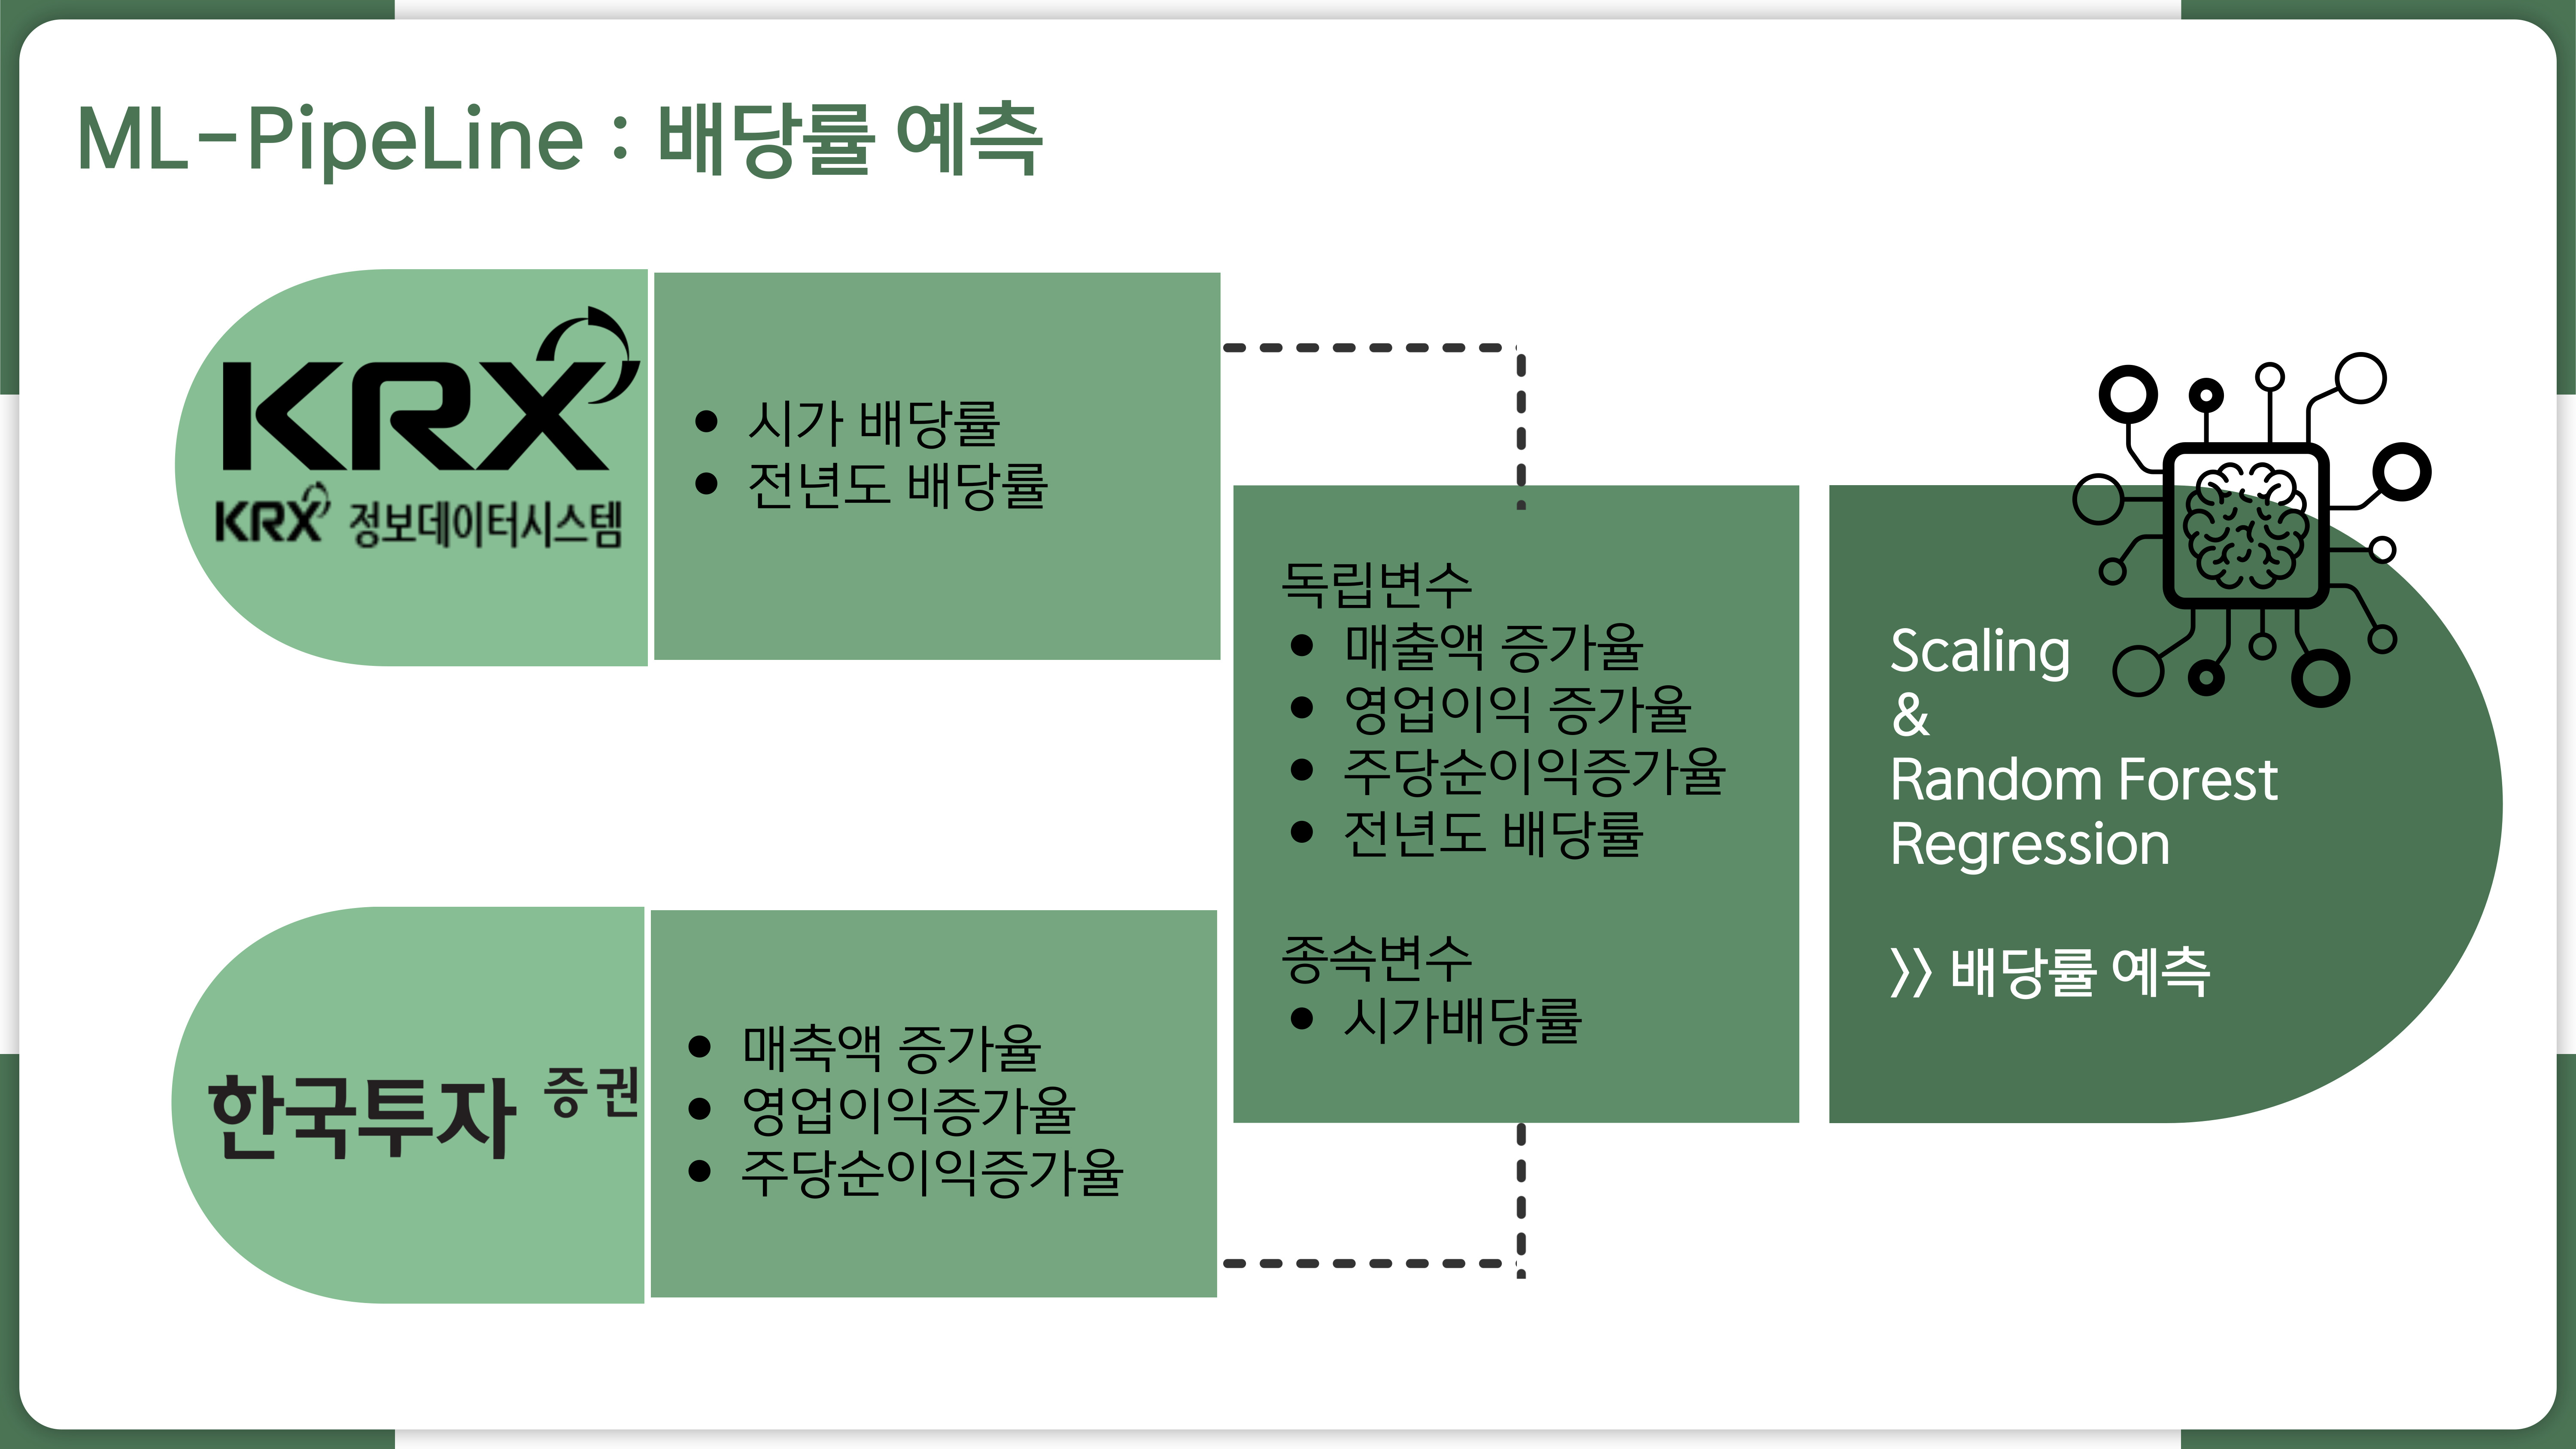 ML-PipeLine : 배당률 예측
KRX
KRX 정보데이터시스템
• 시가 배당률
• 전년도 배당률
한국투자 증권
• 매축액 증가율
• 영업이익증가율
• 주당순이익증가율
독립변수
• 매출액 증가율
• 영업이익 증가율
• 주당순이익증가율
• 전년도 배당률
종속변수
• 시가배당률
Scaling
&
Random Forest
Regression
>> 배당률 예측